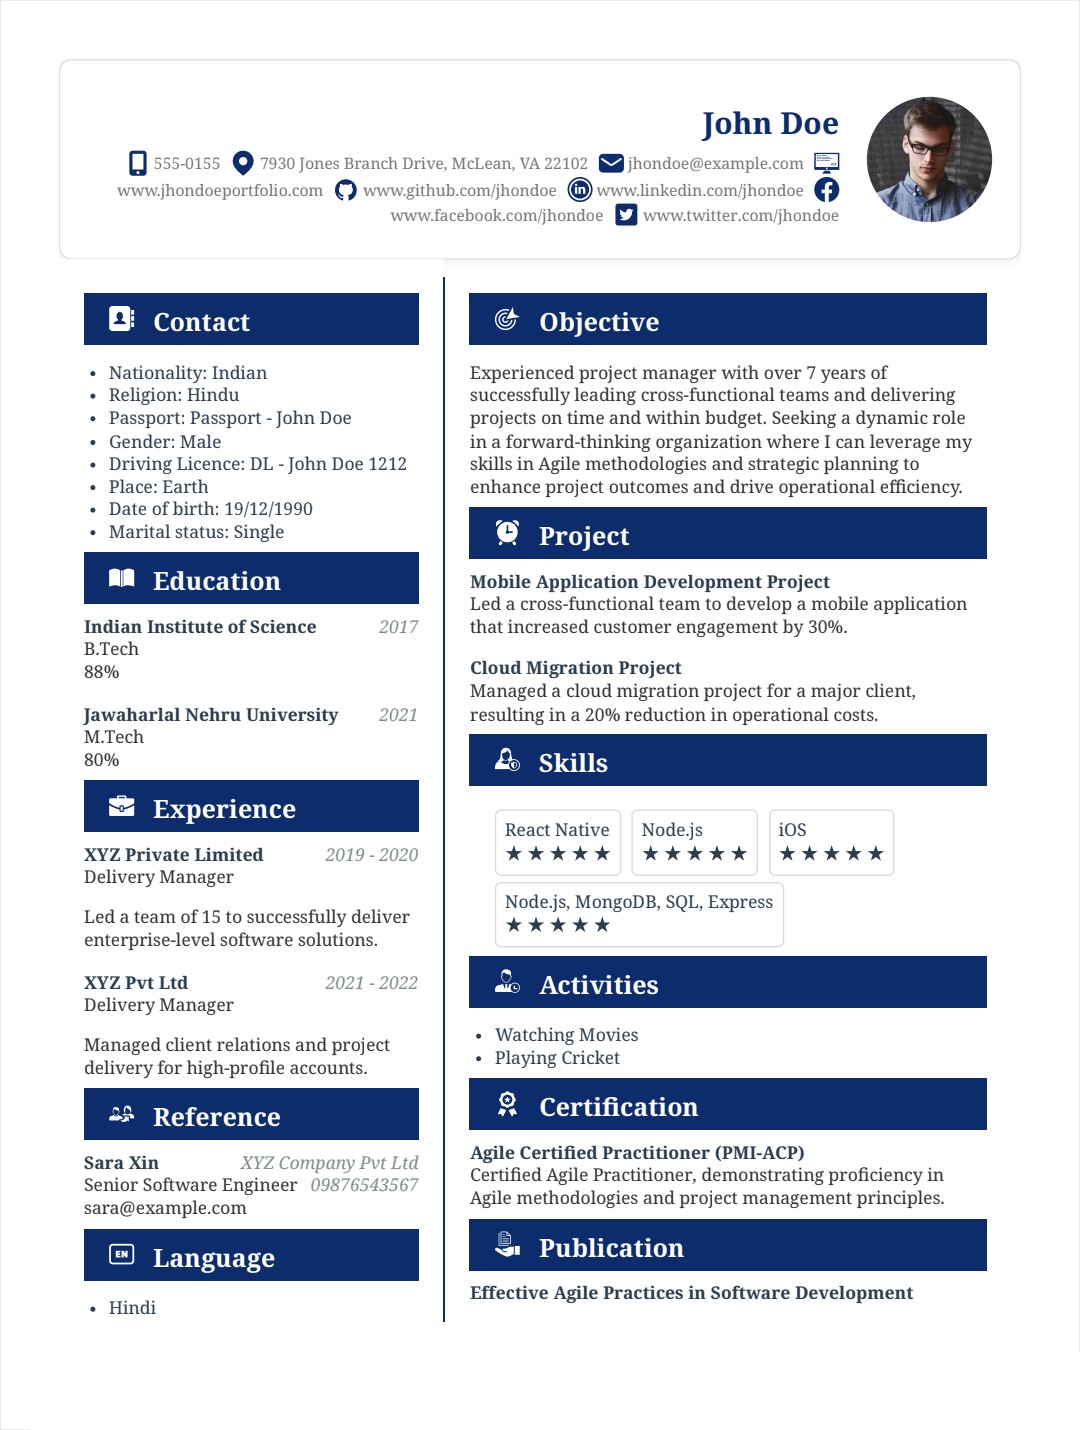 John Doe
555-0155 7930 Jones Branch Drive, McLean, VA 22102 jhondoe@example.com
www.jhondoeportfolio.com www.github.com/jhondoe in www.linkedin.com/jhondoe
www.facebook.com/jhondoe www.twitter.com/jhondoe
Contact
• Nationality: Indian
• Religion: Hindu
• Passport: Passport - John Doe
• Gender: Male
• Driving Licence: DL - John Doe 1212
• Place: Earth
• Date of birth: 19/12/1990
• Marital status: Single
Education
Indian Institute of Science 2017
B.Tech
88%
Jawaharlal Nehru University 2021
M.Tech
80%
Experience
XYZ Private Limited 2019 - 2020
Delivery Manager
Led a team of 15 to successfully deliver
enterprise-level software solutions.
XYZ Pvt Ltd 2021 - 2022
Delivery Manager
Managed client relations and project
delivery for high-profile accounts.
Reference
Sara Xin XYZ Company Pvt Ltd
Senior Software Engineer 09876543567
sara@example.com
EN Language
• Hindi
Objective
Experienced project manager with over 7 years of
successfully leading cross-functional teams and delivering
projects on time and within budget. Seeking a dynamic role
in a forward-thinking organization where I can leverage my
skills in Agile methodologies and strategic planning to
enhance project outcomes and drive operational efficiency.
Project
Mobile Application Development Project
Led a cross-functional team to develop a mobile application
that increased customer engagement by 30%.
Cloud Migration Project
Managed a cloud migration project for a major client,
resulting in a 20% reduction in operational costs.
Skills
React Native Node.js iOS
★★★★★ ★★★★★ ★★★★★
Node.js, MongoDB, SQL, Express
★★★★★
Activities
• Watching Movies
• Playing Cricket
Certification
Agile Certified Practitioner (PMI-ACP)
Certified Agile Practitioner, demonstrating proficiency in
Agile methodologies and project management principles.
Publication
Effective Agile Practices in Software Development